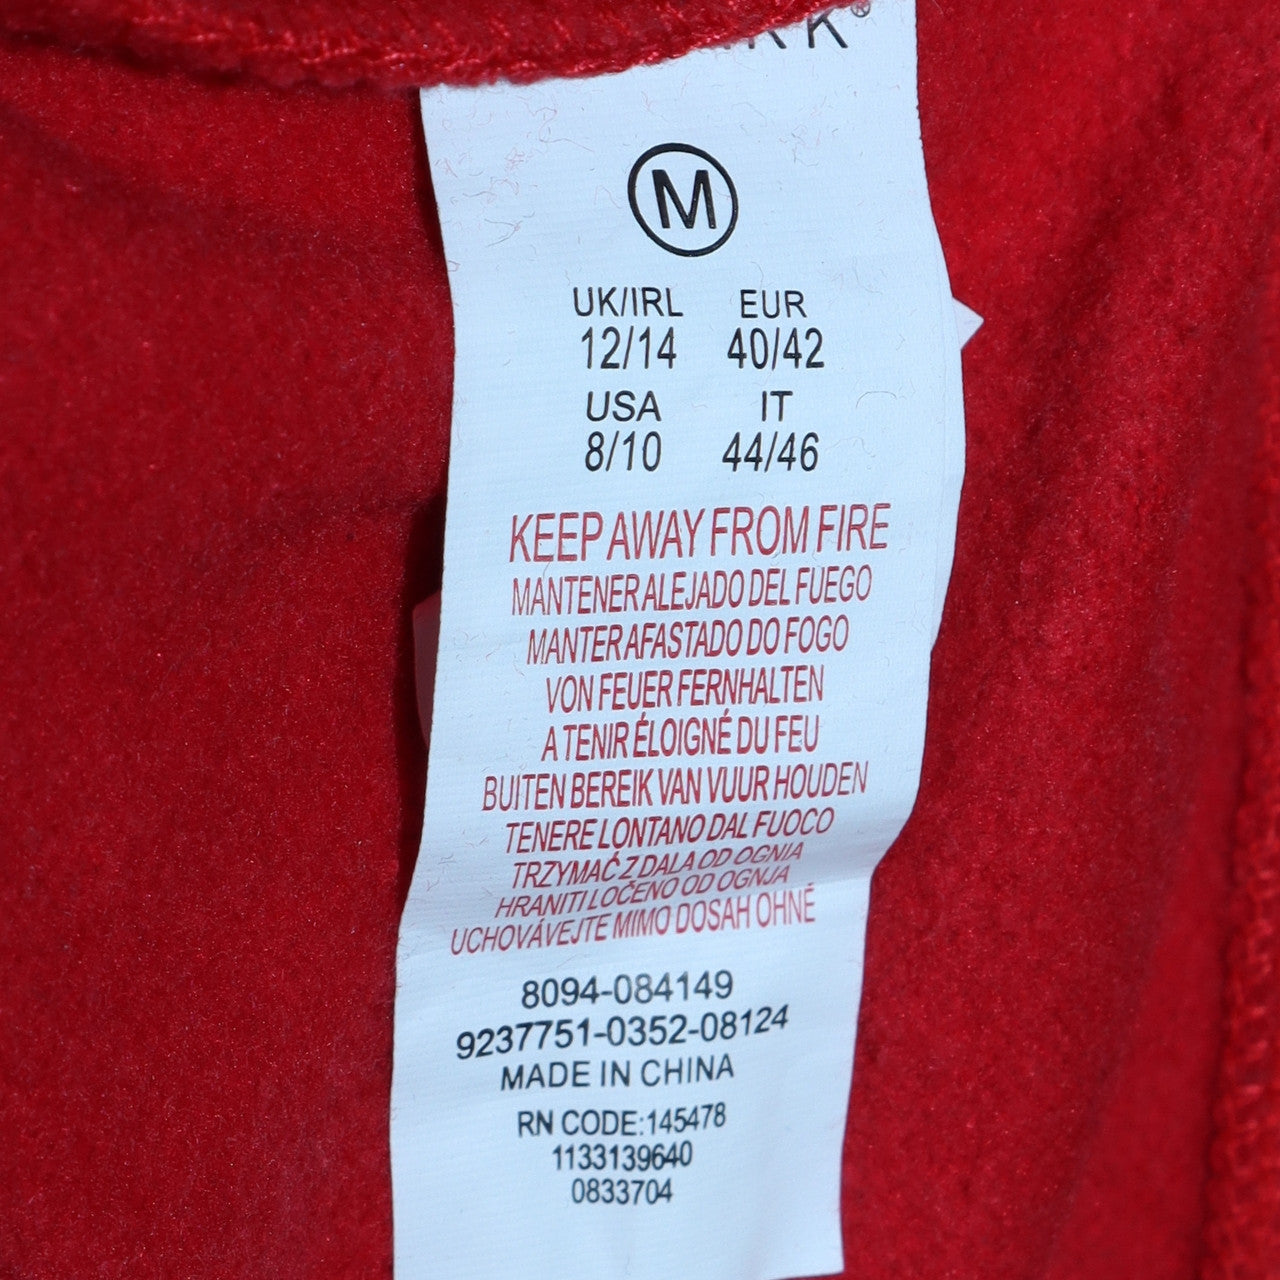 M
UK/IRL EUR
12/14 40/42
USA IT
8/10 44/46
KEEP AWAY FROM FIRE
MANTENER ALEJADO DEL FUEGO
MANTER AFASTADO DO FOGO
VON FEUER FERNHALTEN
A TENIR ÉLOIGNÉ DU FEU
BUITEN BEREIK VAN VUUR HOUDEN
TENERE LONTANO DAL FUOCO
TRZYMAĆ Z DALA OD OGNIA
HRANITI LOČENO OD OGNJA
UCHOVÁVEJTE MIMO DOSAH OHNĚ
8094-084149
9237751-0352-08124
MADE IN CHINA
RN CODE:145478
1133139640
0833704